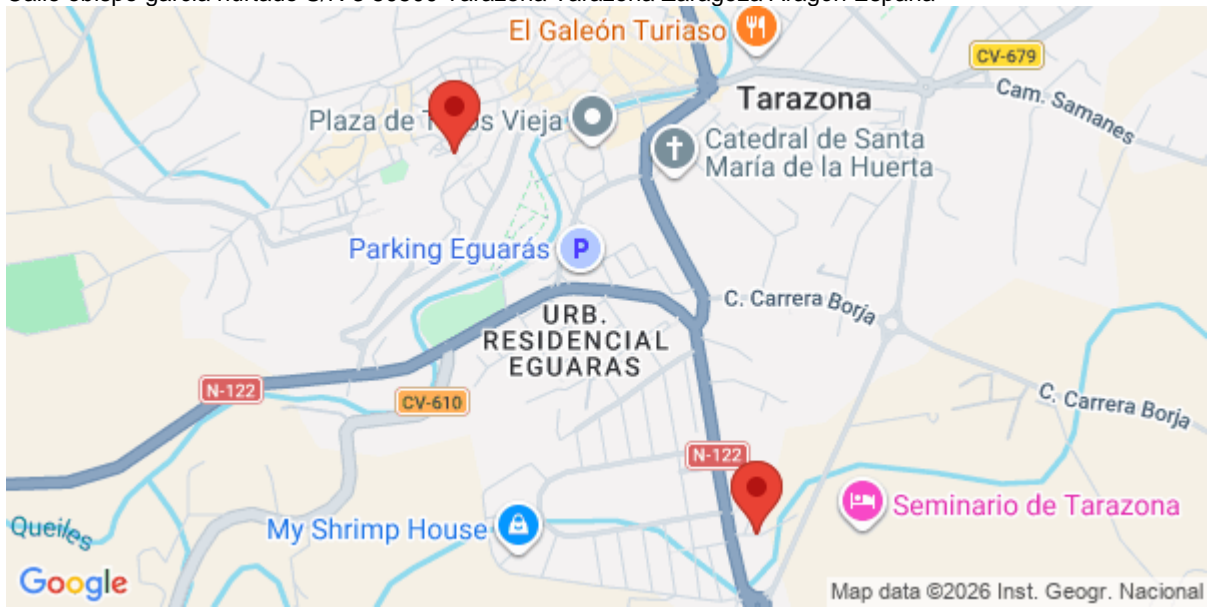 El Galeón Turiaso
CV-679
Tarazona
Cam. Samanes
Plaza de T
os Vieja
Catedral de Santa
María de la Huerta
Parking Eguarás
P
C. Carrera Borja
URB.
RESIDENCIAL
EGUARAS
N-122
CV-610
C. Carrera Borja
N-122
Seminario de Tarazona
My Shrimp House
Queiles
Google
Map data ©2026 Inst. Geogr. Nacional